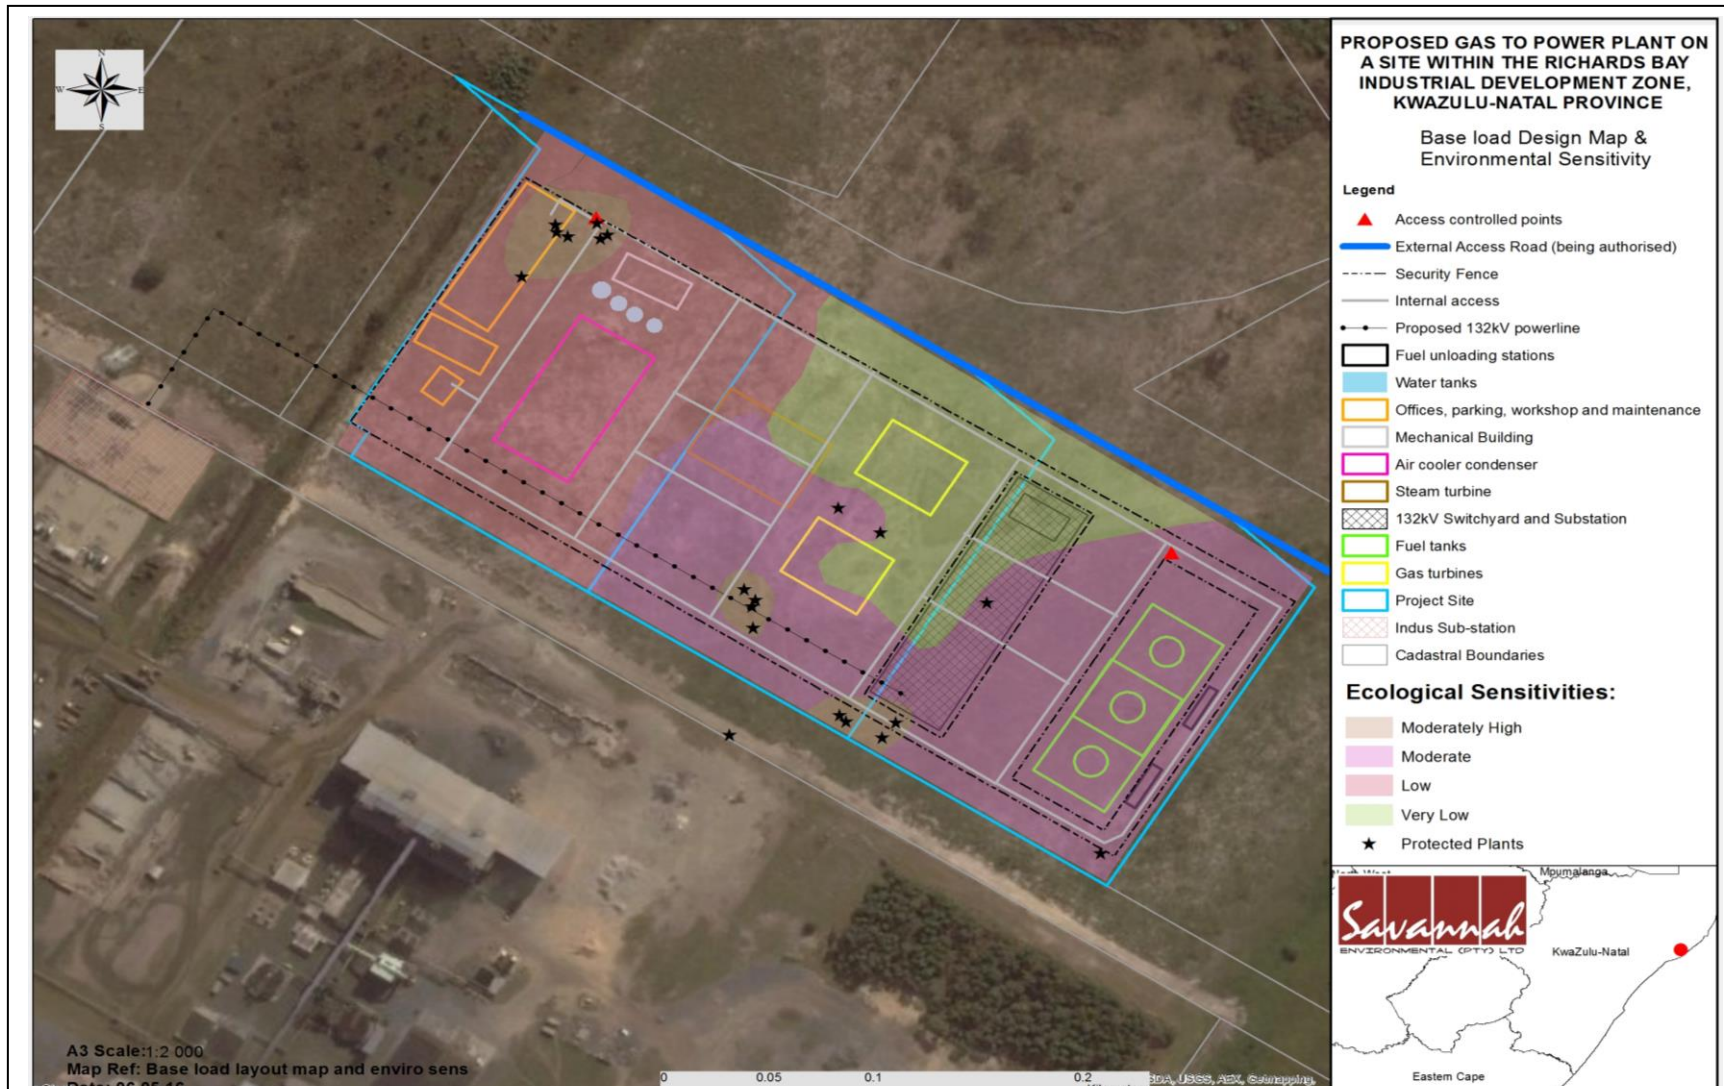 N
W
E
S
PROPOSED GAS TO POWER PLANT ON
A SITE WITHIN THE RICHARDS BAY
INDUSTRIAL DEVELOPMENT ZONE,
KWAZULU-NATAL PROVINCE
Base load Design Map &
Environmental Sensitivity
Legend
Access controlled points
External Access Road (being authorised)
Security Fence
Internal access
Proposed 132kV powerline
Fuel unloading stations
Water tanks
Offices, parking, workshop and maintenance
Mechanical Building
Air cooler condenser
Steam turbine
132kV Switchyard and Substation
Fuel tanks
Gas turbines
Project Site
Indus Sub-station
Cadastral Boundaries
Ecological Sensitivities:
Moderately High
Moderate
Low
Very Low
Protected Plants
Mpumalanga
Savannah
ENVIRONMENTAL (PTY) LTD
KwaZulu-Natal
Eastern Cape
A3 Scale:1:2 000
Map Ref: Base load layout map and enviro sens
0 0.05 0.1 0.2
USGS, AEX, Getmapping,